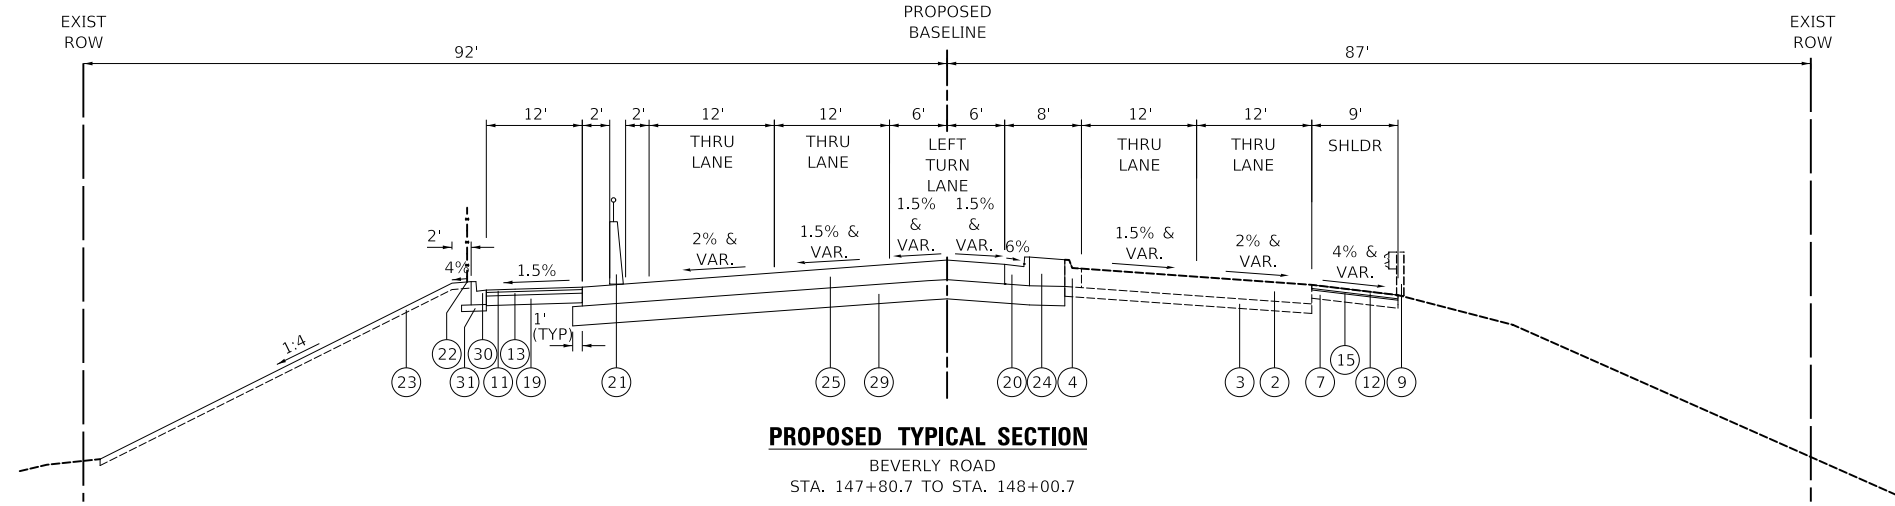 EXIST
ROW
PROPOSED
BASELINE
EXIST
ROW
92'
87'
12'
2'
2'
12'
12'
6'
6'
8'
12'
12'
9'
THRU
LANE
THRU
LANE
LEFT
TURN
LANE
THRU
LANE
THRU
LANE
SHLDR
2'
4%
1.5%
2% &
VAR.
1.5% &
VAR.
1.5%
&
VAR.
1.5%
&
VAR.
6%
1.5% &
VAR.
2% &
VAR.
4% &
VAR.
1:4
1'
(TYP)
22
30
13
15
23
31
11
19
21
25
29
20
24
4
3
2
7
12
9
PROPOSED TYPICAL SECTION
BEVERLY ROAD
STA. 147+80.7 TO STA. 148+00.7